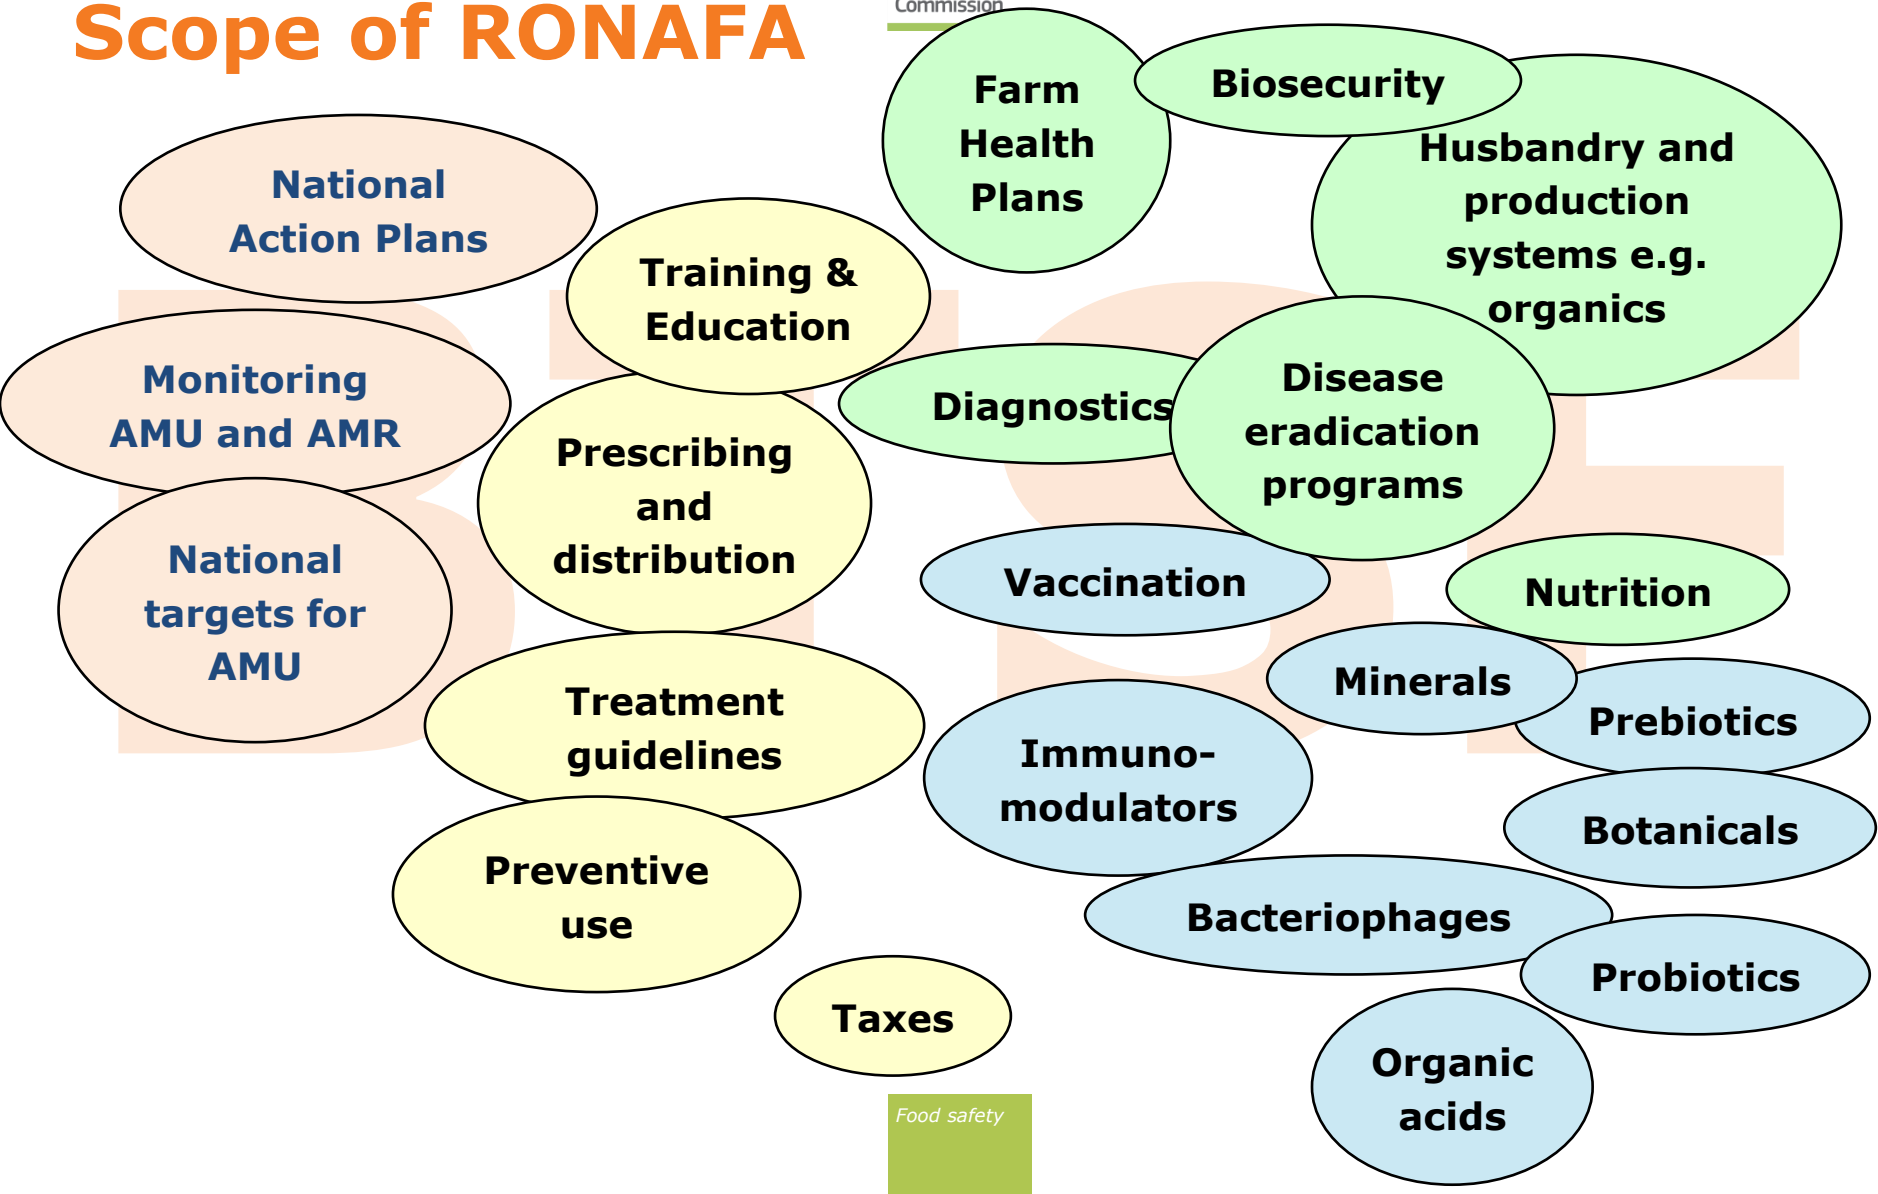 Scope of RONAFA
Commission
Farm
Health
Plans
Biosecurity
Husbandry and
production
systems e.g.
organics
National
Action Plans
Training &
Education
Monitoring
AMU and AMR
Diagnostics
Disease
eradication
programs
Prescribing
and
distribution
National
targets for
AMU
Vaccination
Nutrition
Minerals
Prebiotics
Treatment
guidelines
Immuno-
modulators
Botanicals
Preventive
use
Bacteriophages
Probiotics
Taxes
Organic
acids
Food safety